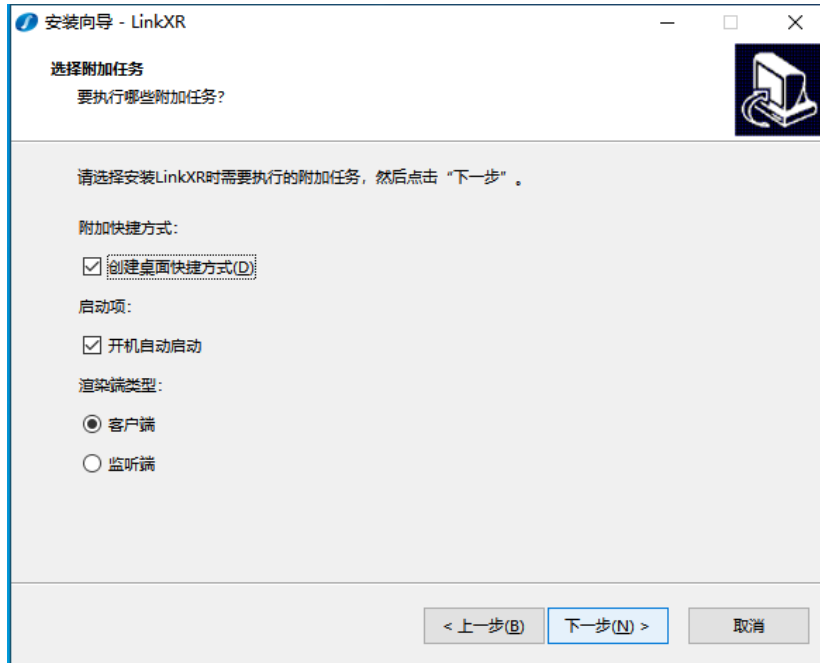 安装向导 - LinkXR
选择附加任务
要执行哪些附加任务?
请选择安装LinkXR时需要执行的附加任务，然后点击“下一步”。
附加快捷方式:
创建桌面快捷方式(D)
启动项:
开机自动启动
渲染端类型:
客户端
监听端
< 上一步(B) 下一步(N) > 取消